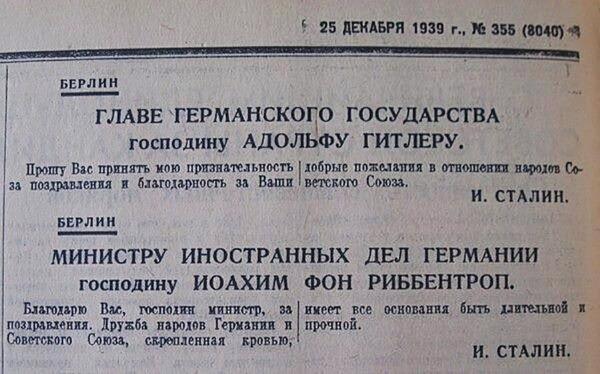 25 ДЕКАБРЯ 1939 г., № 355 (8040)
БЕРЛИН
ГЛАВЕ ГЕРМАНСКОГО ГОСУДАРСТВА
господину АДОЛЬФУ ГИТЛЕРУ.
Прошу Вас принять мою признательность
за поздравления и благодарность за Ваши
добрые пожелания в отношении народов Со-
ветского Союза.
И. СТАЛИН.
БЕРЛИН
МИНИСТРУ ИНОСТРАННЫХ ДЕЛ ГЕРМАНИИ
господину ИОАХИМ ФОН РИББЕНТРОП.
Благодарю Вас, господин министр, за
поздравления. Дружба народов Германии и
Советского Союза, скрепленная кровью,
имеет все основания быть длительной и
прочной.
И. СТАЛИН.